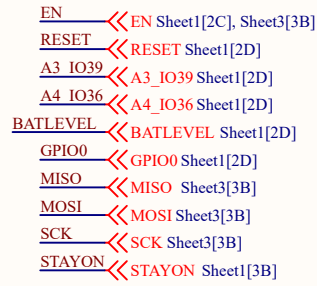 EN EN Sheet1[2C], Sheet3[3B]
RESET RESET Sheet1[2D]
A3_IO39 A3_IO39 Sheet1[2D]
A4_IO36 A4_IO36 Sheet1[2D]
BATLEVEL BATLEVEL Sheet1[2D]
GPIO0 GPIO0 Sheet1[2D]
MISO MISO Sheet3[3B]
MOSI MOSI Sheet3[3B]
SCK SCK Sheet3[3B]
STAYON STAYON Sheet1[3B]